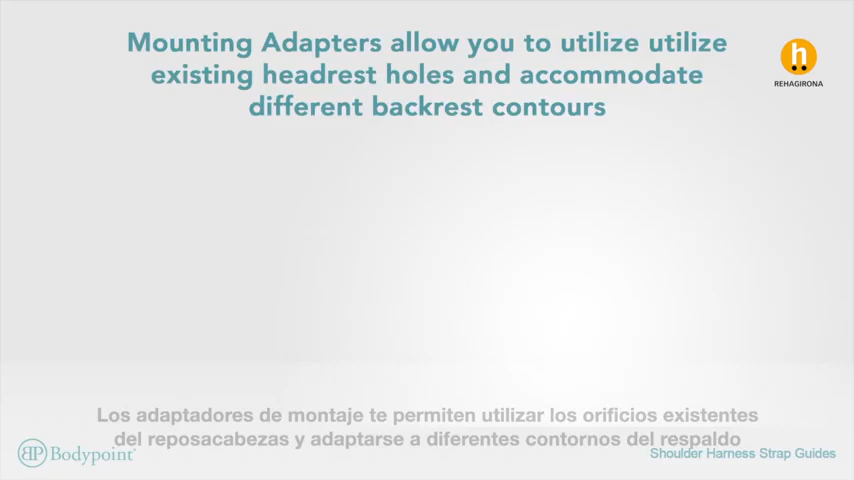 Mounting Adapters allow you to utilize utilize
existing headrest holes and accommodate
different backrest contours
h
REHAGIRONA
Los adaptadores de montaje te permiten utilizar los orificios existentes
del reposacabezas y adaptarse a diferentes contornos del respaldo
BP Bodypoint
Shoulder Harness Strap Guides